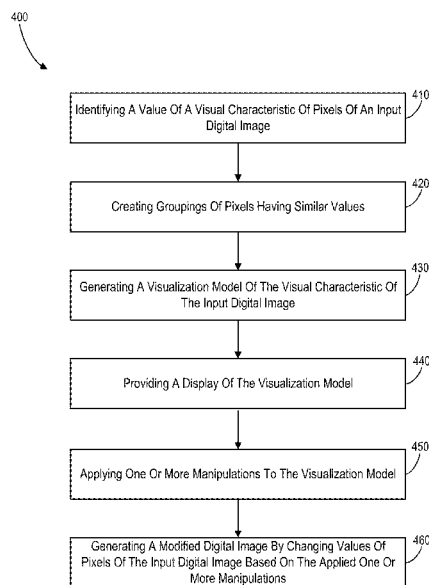 400
410
Identifying A Value Of A Visual Characteristic Of Pixels Of An Input
Digital Image
420
Creating Groupings Of Pixels Having Similar Values
430
Generating A Visualization Model Of The Visual Characteristic Of
The Input Digital Image
440
Providing A Display Of The Visualization Model
450
Applying One Or More Manipulations To The Visualization Model
460
Generating A Modified Digital Image By Changing Values Of
Pixels Of The Input Digital Image Based On The Applied One Or
More Manipulations